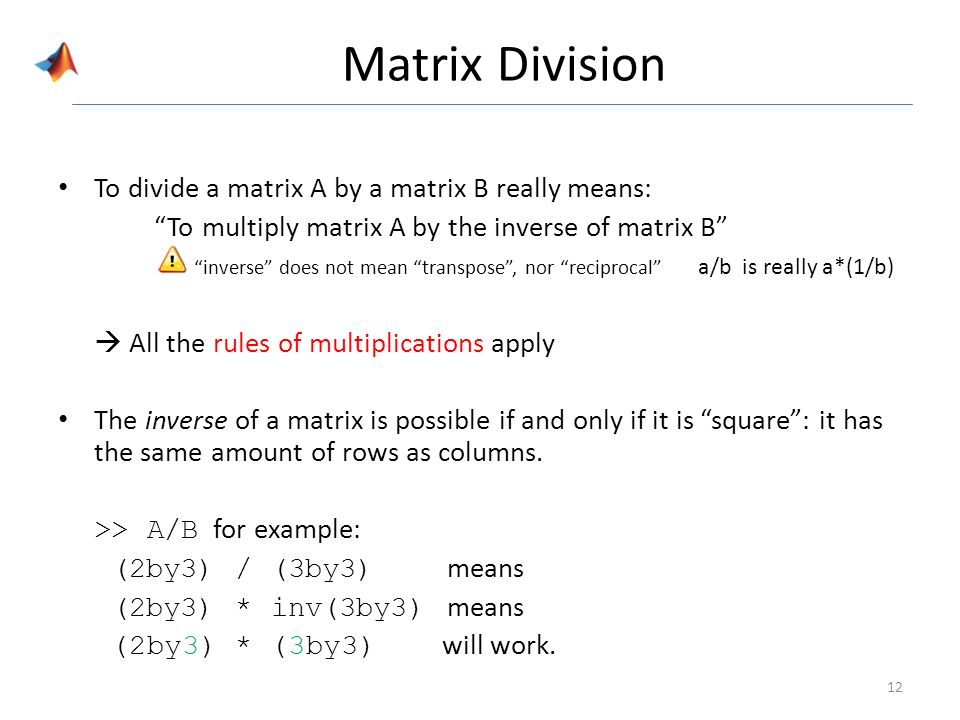 Matrix Division
• To divide a matrix A by a matrix B really means:
“To multiply matrix A by the inverse of matrix B”
“inverse” does not mean “transpose”, nor “reciprocal” a/b is really a*(1/b)
→ All the rules of multiplications apply
• The inverse of a matrix is possible if and only if it is “square”: it has
the same amount of rows as columns.
>> A/B for example:
(2by3) / (3by3) means
(2by3) * inv(3by3) means
(2by3) * (3by3) will work.
12